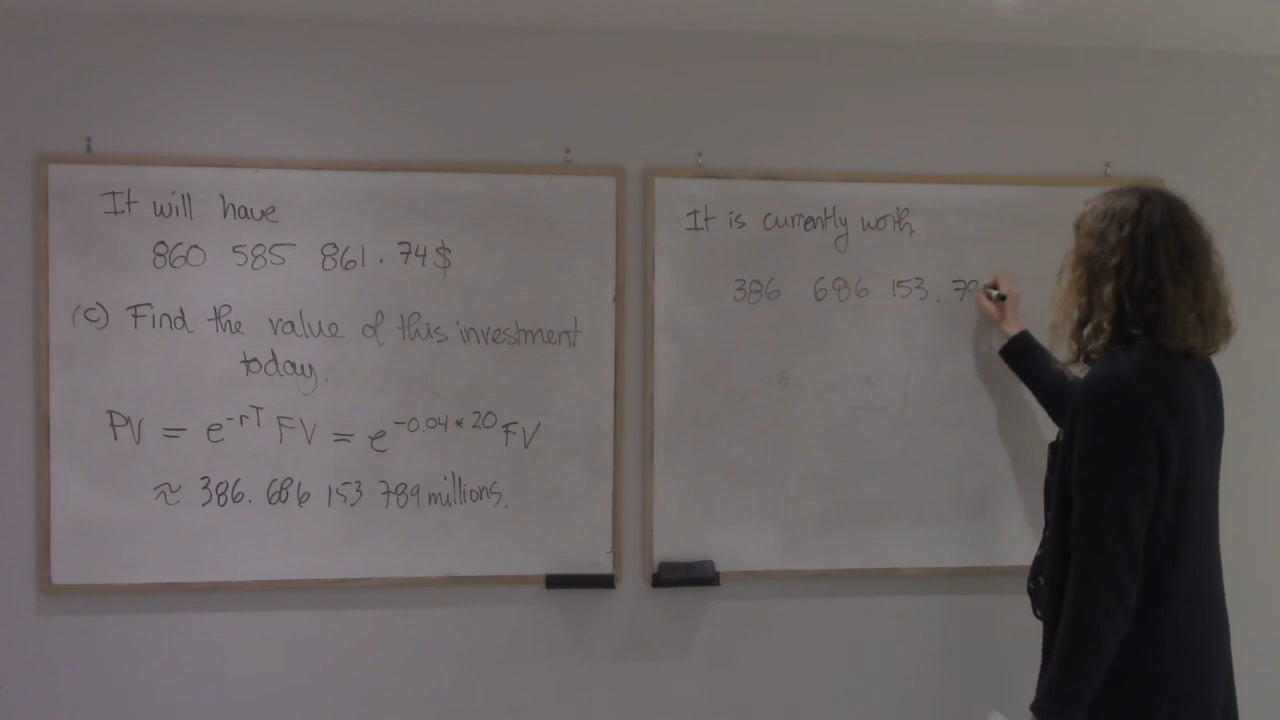 It will have
860 585 861.74$
(c) Find the value of this investment
today.
PV = e^{-rT} FV = e^{-0.04*20} FV
≈ 386.686 153 789 millions.
It is currently worth
386 686 153.79